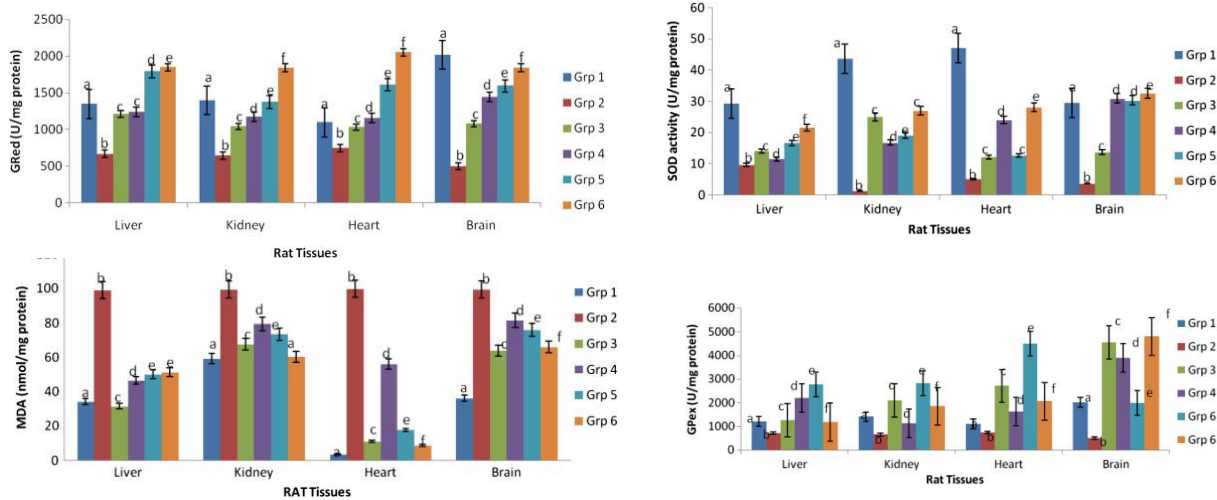 GRed (U/mg protein)
2500
2000
1500
1000
500
0
a b c c d e
a b c d e f
a b c d e f
a b c d e f
Liver Kidney Heart Brain
Rat Tissues
Grp 1
Grp 2
Grp 3
Grp 4
Grp 5
Grp 6
SOD activity (U/mg protein)
60
50
40
30
20
10
0
a b c d e f
a b c d c e
a b c d c e
a b c d d e
Liver Kidney Heart Brain
Rat Tissues
Grp 1
Grp 2
Grp 3
Grp 4
Grp 5
Grp 6
MDA (nmol/mg protein)
100
80
60
40
20
0
a b c d e e
a b c d e a
a b c d e f
a b c d e f
Liver Kidney Heart Brain
RAT Tissues
Grp 1
Grp 2
Grp 3
Grp 4
Grp 5
Grp 6
GPex (U/mg protein)
6000
5000
4000
3000
2000
1000
0
a b c d e f
b c d e f
b c d e f
a b c d e f
Liver Kidney Heart Brain
Rat Tissues
Grp 1
Grp 2
Grp 3
Grp 4
Grp 6
Grp 6